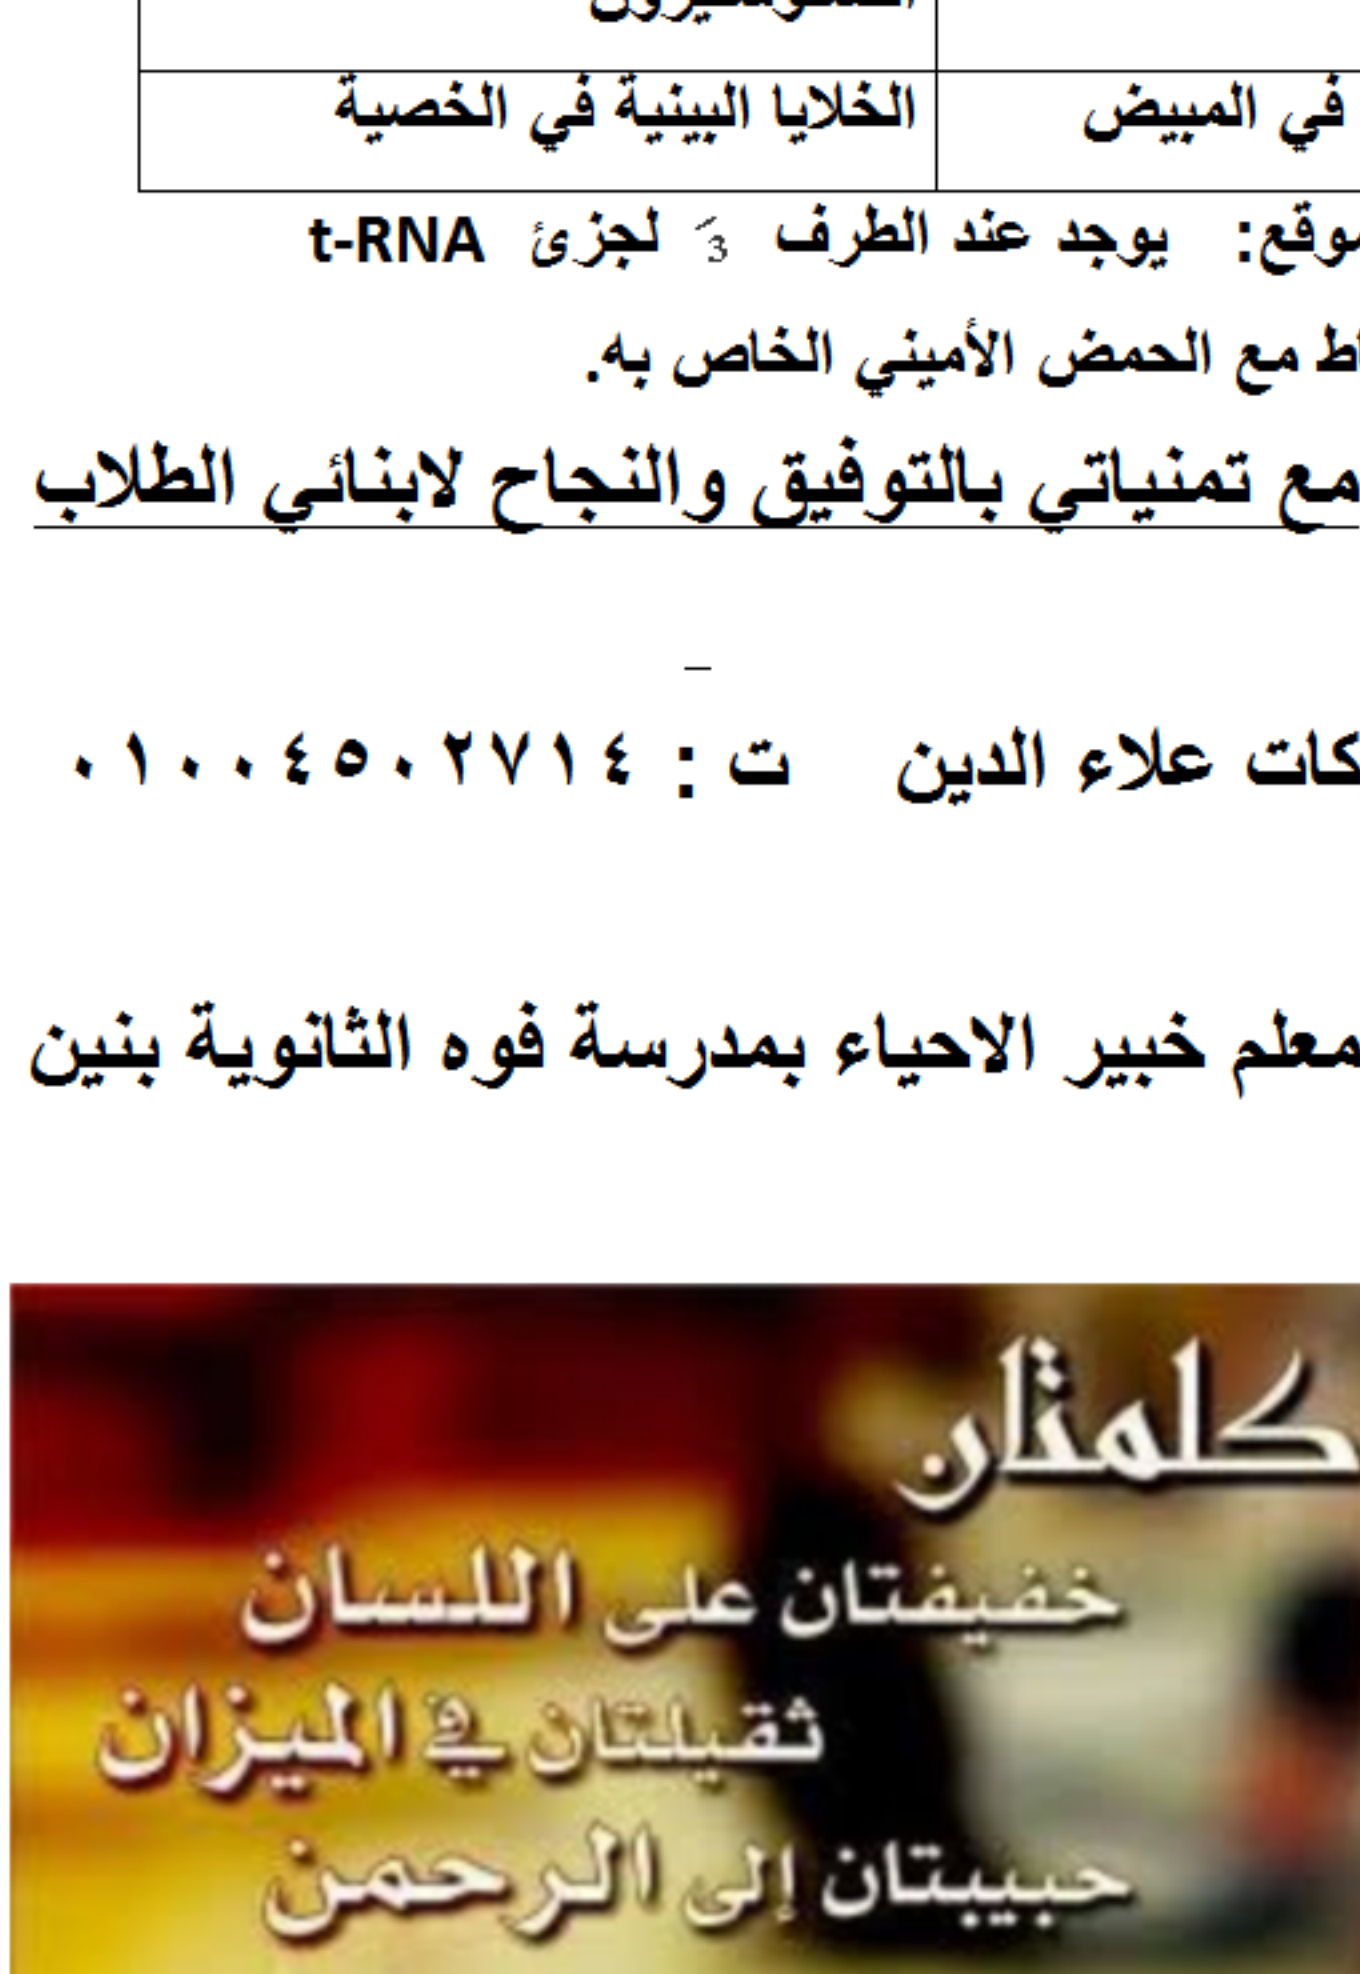 في المبيض الخلايا البينية في الخصية
يوجد عند الطرف 3َ لجزئ t-RNA
مع الحمض الأميني الخاص به.
مع تمنياتي بالتوفيق والنجاح لابنائي الطلاب
علاء الدين ت : ٠١٠٠٤٥٠٢٧١٤
معلم خبير الاحياء بمدرسة فوه الثانوية بنين
كلمتان
خفيفتان على اللسان
ثقيلتان في الميزان
حبيبتان إلى الرحمن